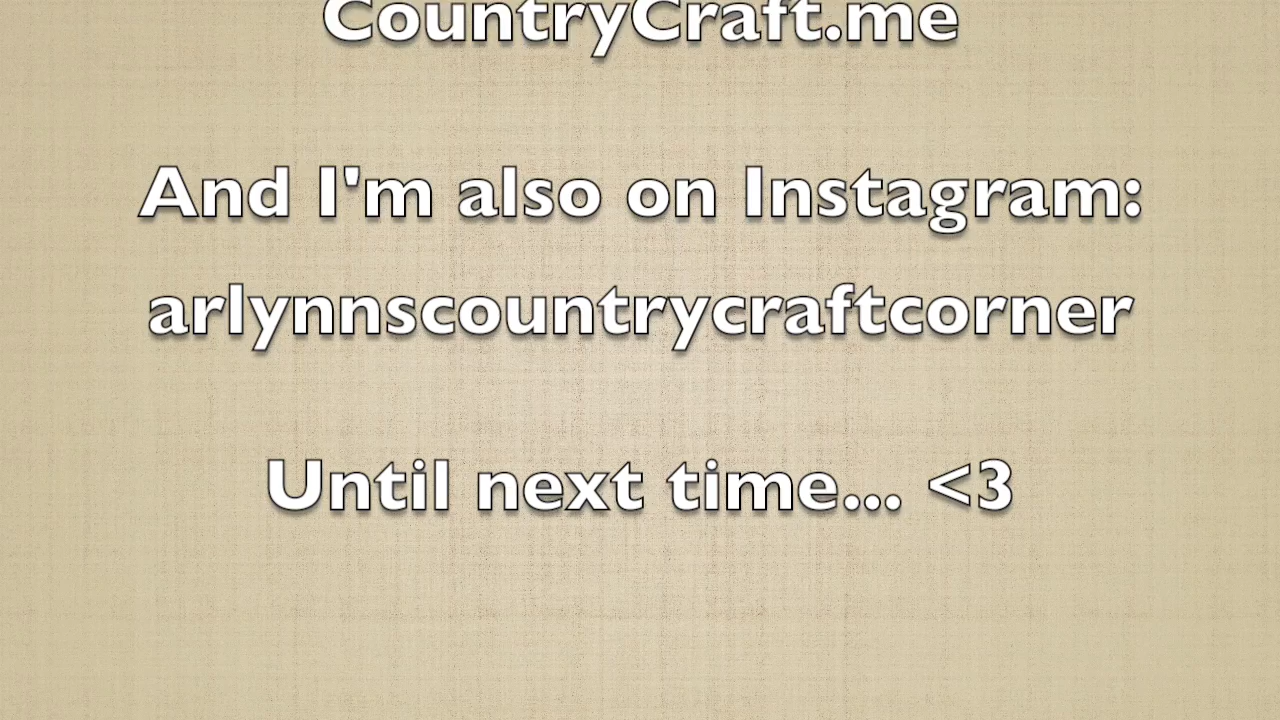 CountryCraft.me
And I'm also on Instagram:
arlynnscountrycraftcorner
Until next time... <3